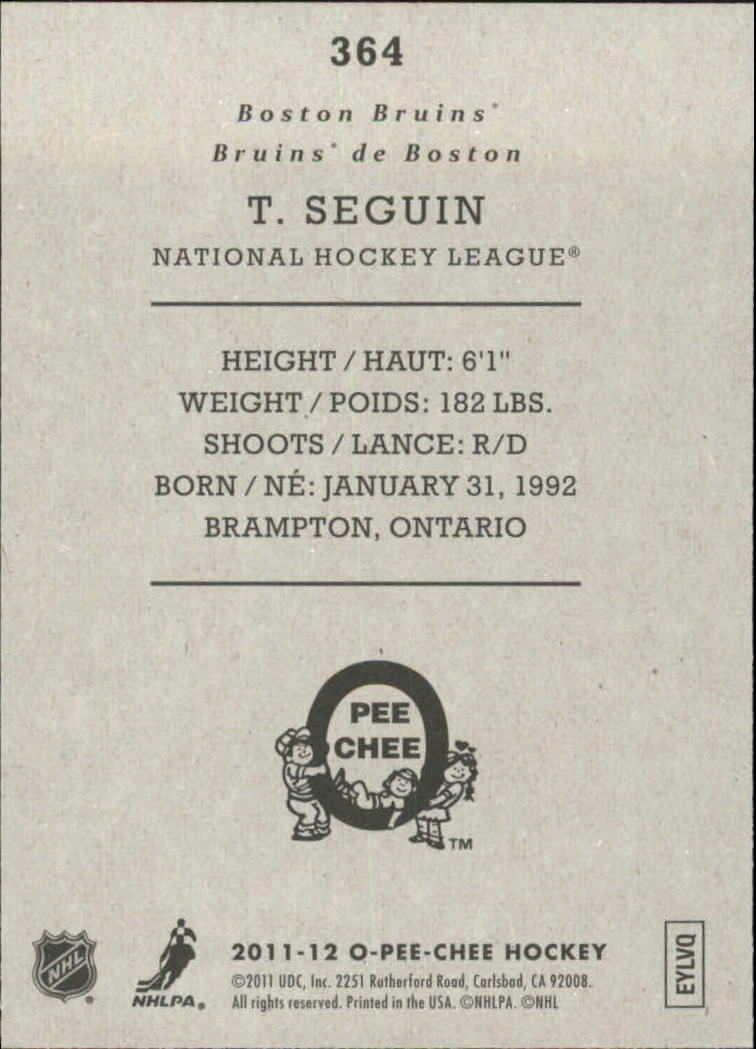 364
Boston Bruins*
Bruins* de Boston
T. SEGUIN
NATIONAL HOCKEY LEAGUE®
HEIGHT / HAUT: 6'1"
WEIGHT / POIDS: 182 LBS.
SHOOTS / LANCE: R/D
BORN / NÉ: JANUARY 31, 1992
BRAMPTON, ONTARIO
O
PEE
CHEE
TM
NHL
NHLPA
2011-12 O-PEE-CHEE HOCKEY
©2011 UDC, Inc. 2251 Rutherford Road, Carlsbad, CA 92008.
All rights reserved. Printed in the USA. ©NHLPA. ©NHL
EYLVQ